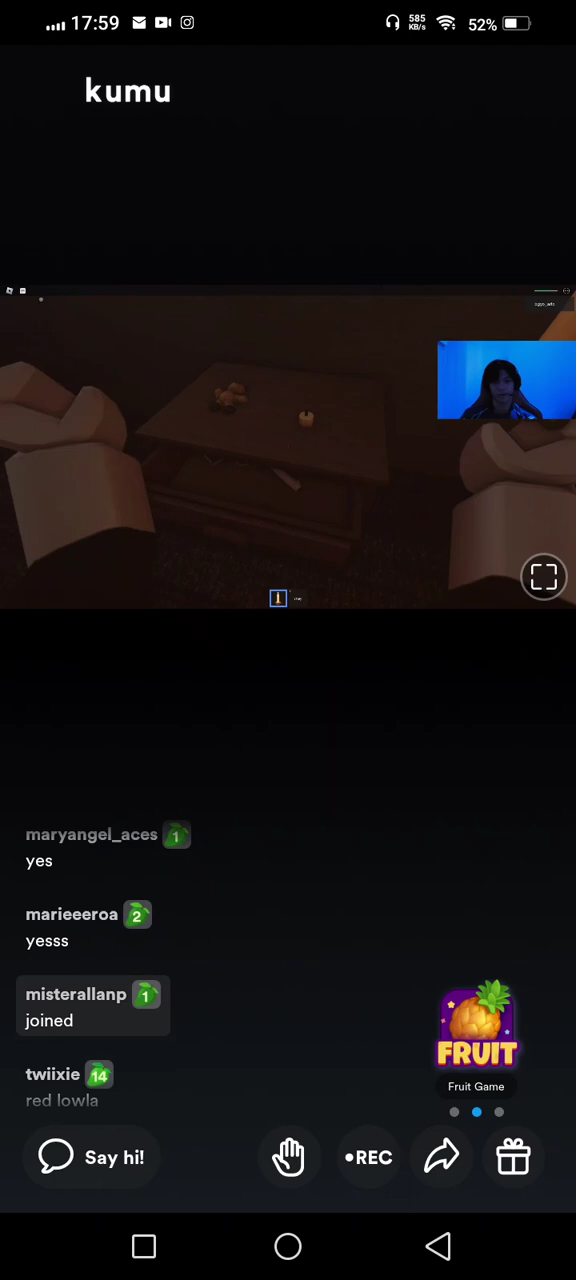 17:59
585
KB/s
52%
kumu
maryangel_aces 1
yes
marieeeroa 2
yesss
misterallanp 1
joined
twiixie 14
red lowla
FRUIT
Fruit Game
Say hi!
•REC